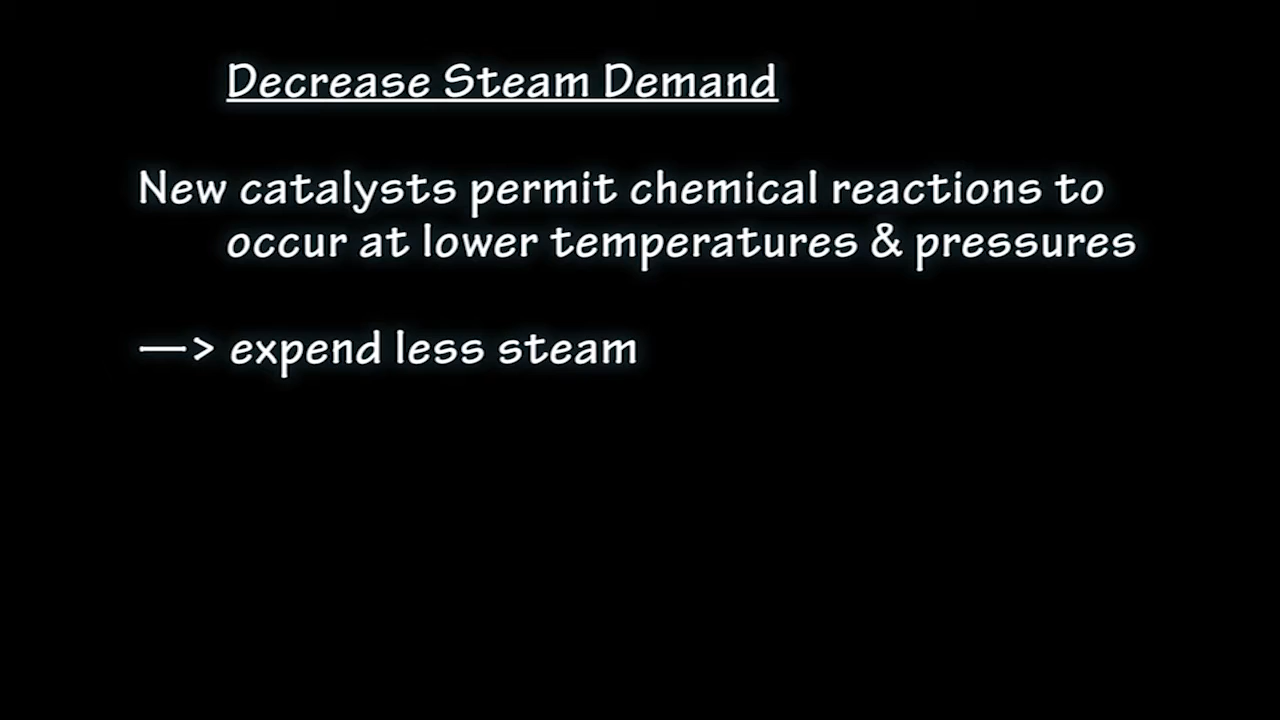 Decrease Steam Demand
New catalysts permit chemical reactions to
occur at lower temperatures & pressures
—> expend less steam